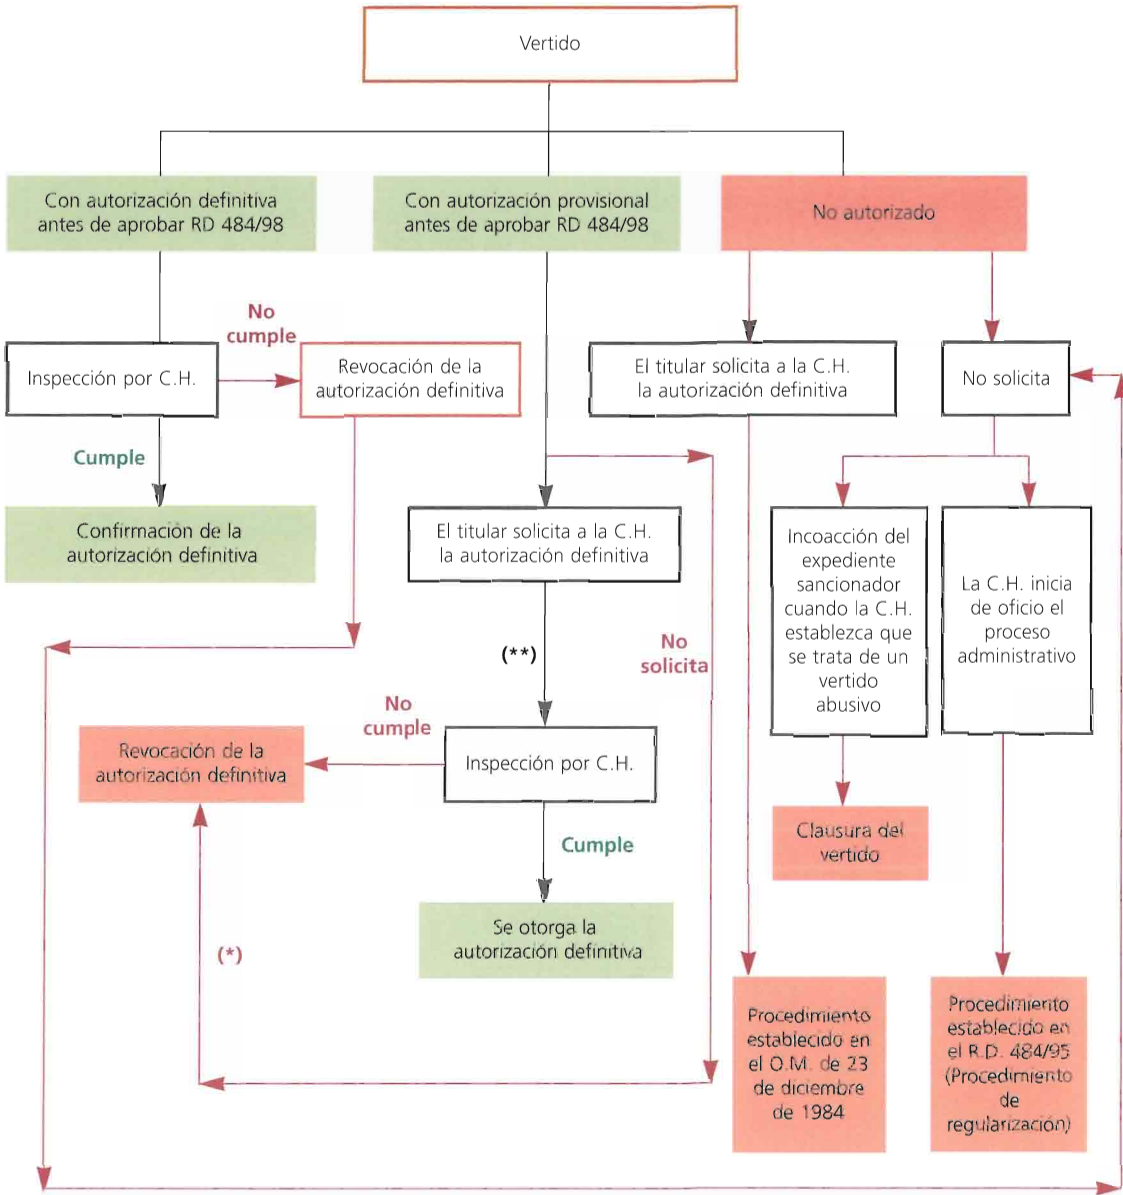 Vertido
Con autorización definitiva
antes de aprobar RD 484/98
Con autorización provisional
antes de aprobar RD 484/98
No autorizado
No
cumple
Inspección por C.H.
Revocación de la
autorización definitiva
El titular solicita a la C.H.
la autorización definitiva
No solicita
Cumple
Confirmación de la
autorización definitiva
El titular solicita a la C.H.
la autorización definitiva
Incoacción del
expediente
sancionador
cuando la C.H.
establezca que
se trata de un
vertido
abusivo
La C.H. inicia
de oficio el
proceso
administrativo
(**)
No
solicita
No
cumple
Revocación de la
autorización definitiva
Inspección por C.H.
Cumple
Clausura del
vertido
Se otorga la
autorización definitiva
(*)
Procedimiento
establecido en
el O.M. de 23
de diciembre
de 1984
Procedimiento
establecido en
el R.D. 484/95
(Procedimiento
de
regularización)